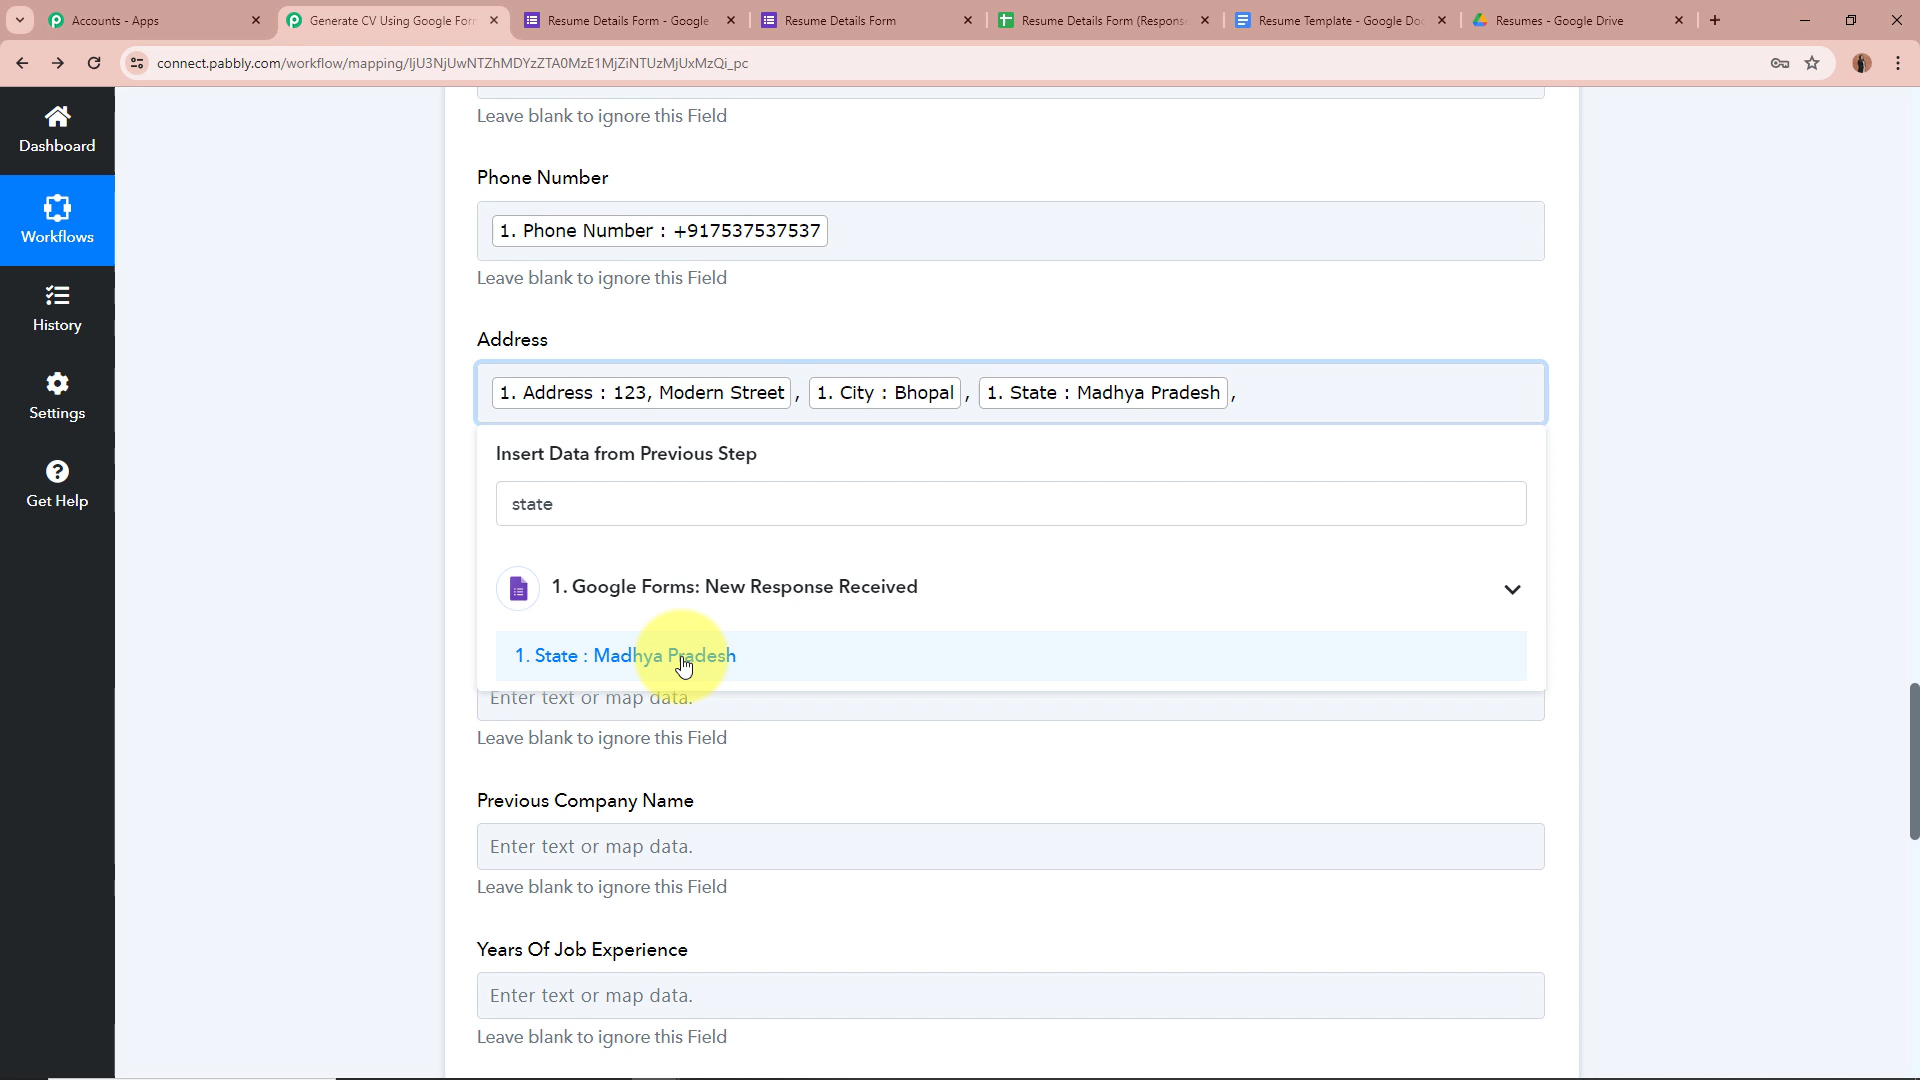 Accounts - Apps
Generate CV Using Google For
Resume Details Form - Google
Resume Details Form
Resume Details Form (Response
Resume Template - Google Doc
Resumes - Google Drive
connect.pabbly.com/workflow/mapping/IjU3NjUwNTZhMDYzZTA0MzE1MjZiNTUzMjUxMzQi_pc
Dashboard
Workflows
History
Settings
Get Help
Leave blank to ignore this Field
Phone Number
1. Phone Number : +917537537537
Leave blank to ignore this Field
Address
1. Address : 123, Modern Street , 1. City : Bhopal , 1. State : Madhya Pradesh ,
Insert Data from Previous Step
state
1. Google Forms: New Response Received
1. State : Madhya Pradesh
Enter text or map data.
Leave blank to ignore this Field
Previous Company Name
Enter text or map data.
Leave blank to ignore this Field
Years Of Job Experience
Enter text or map data.
Leave blank to ignore this Field